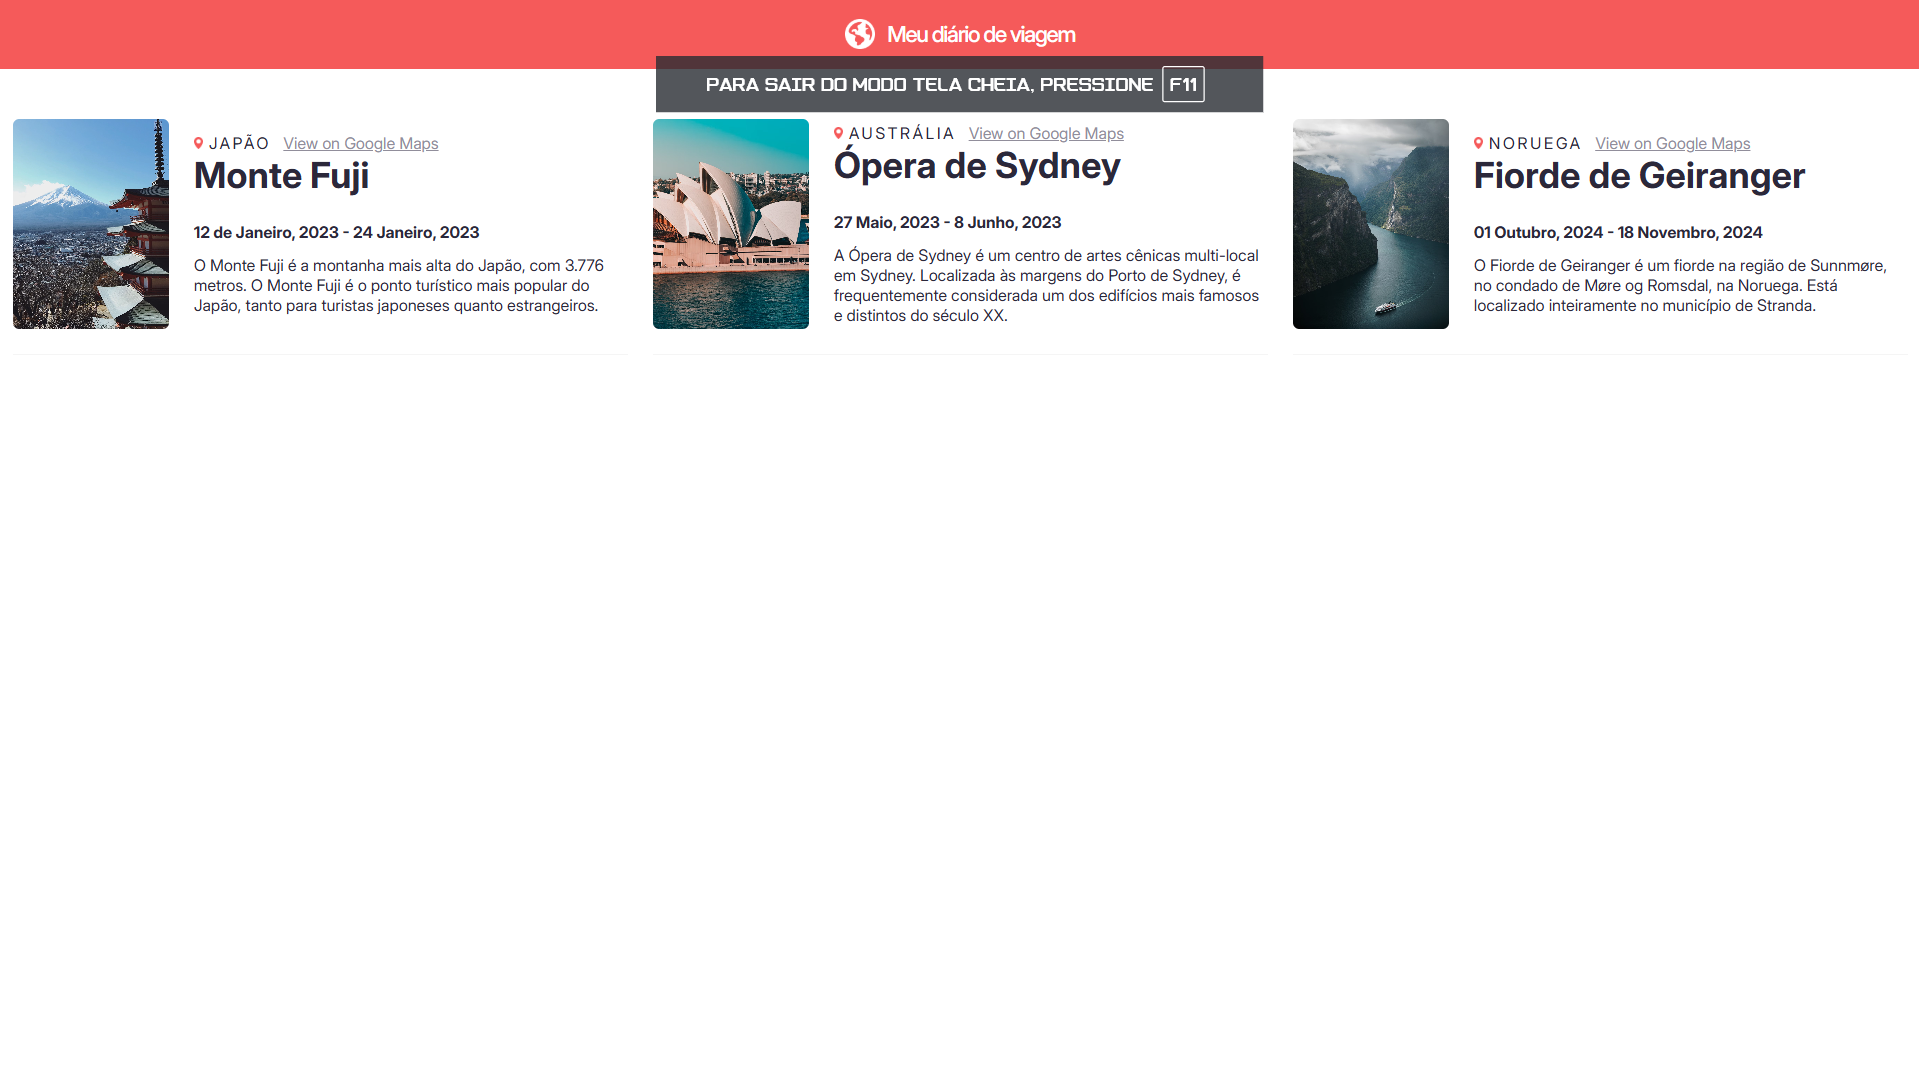 Meu diário de viagem
PARA SAIR DO MODO TELA CHEIA, PRESSIONE F11
JAPÃO View on Google Maps
Monte Fuji
12 de Janeiro, 2023 - 24 Janeiro, 2023
O Monte Fuji é a montanha mais alta do Japão, com 3.776
metros. O Monte Fuji é o ponto turístico mais popular do
Japão, tanto para turistas japoneses quanto estrangeiros.
AUSTRÁLIA View on Google Maps
Ópera de Sydney
27 Maio, 2023 - 8 Junho, 2023
A Ópera de Sydney é um centro de artes cênicas multi-local
em Sydney. Localizada às margens do Porto de Sydney, é
frequentemente considerada um dos edifícios mais famosos
e distintos do século XX.
NORUEGA View on Google Maps
Fiorde de Geiranger
01 Outubro, 2024 - 18 Novembro, 2024
O Fiorde de Geiranger é um fiorde na região de Sunnmøre,
no condado de Møre og Romsdal, na Noruega. Está
localizado inteiramente no município de Stranda.